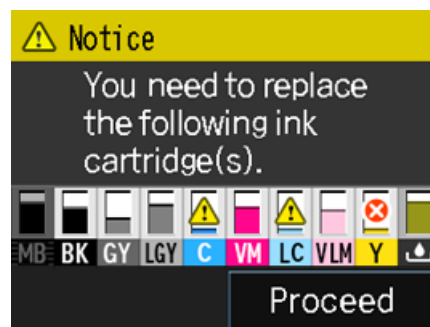 Notice
You need to replace
the following ink
cartridge(s).
MB BK GY LGY C VM LC VLM Y
Proceed